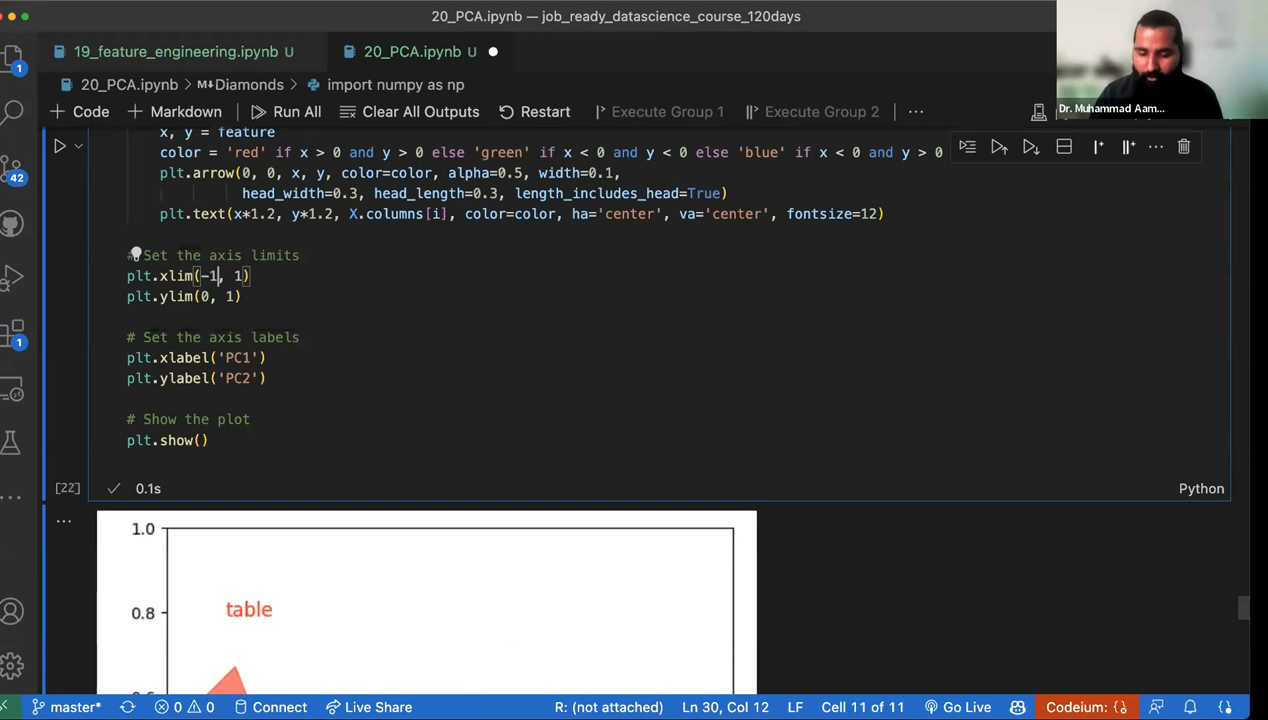 20_PCA.ipynb — job_ready_datascience_course_120days
19_feature_engineering.ipynb U
20_PCA.ipynb U
20_PCA.ipynb > M↓Diamonds > import numpy as np
+ Code + Markdown Run All Clear All Outputs Restart Execute Group 1 Execute Group 2 ...
Dr. Muhammad Aam...
x, y = feature
color = 'red' if x > 0 and y > 0 else 'green' if x < 0 and y < 0 else 'blue' if x < 0 and y > 0
plt.arrow(0, 0, x, y, color=color, alpha=0.5, width=0.1,
head_width=0.3, head_length=0.3, length_includes_head=True)
plt.text(x*1.2, y*1.2, X.columns[i], color=color, ha='center', va='center', fontsize=12)
# Set the axis limits
plt.xlim(-1, 1)
plt.ylim(0, 1)
# Set the axis labels
plt.xlabel('PC1')
plt.ylabel('PC2')
# Show the plot
plt.show()
[22] ✓ 0.1s Python
1.0
table
0.8
1
42
1
master* 0 0 Connect Live Share R: (not attached) Ln 30, Col 12 LF Cell 11 of 11 Go Live Codeium: {}